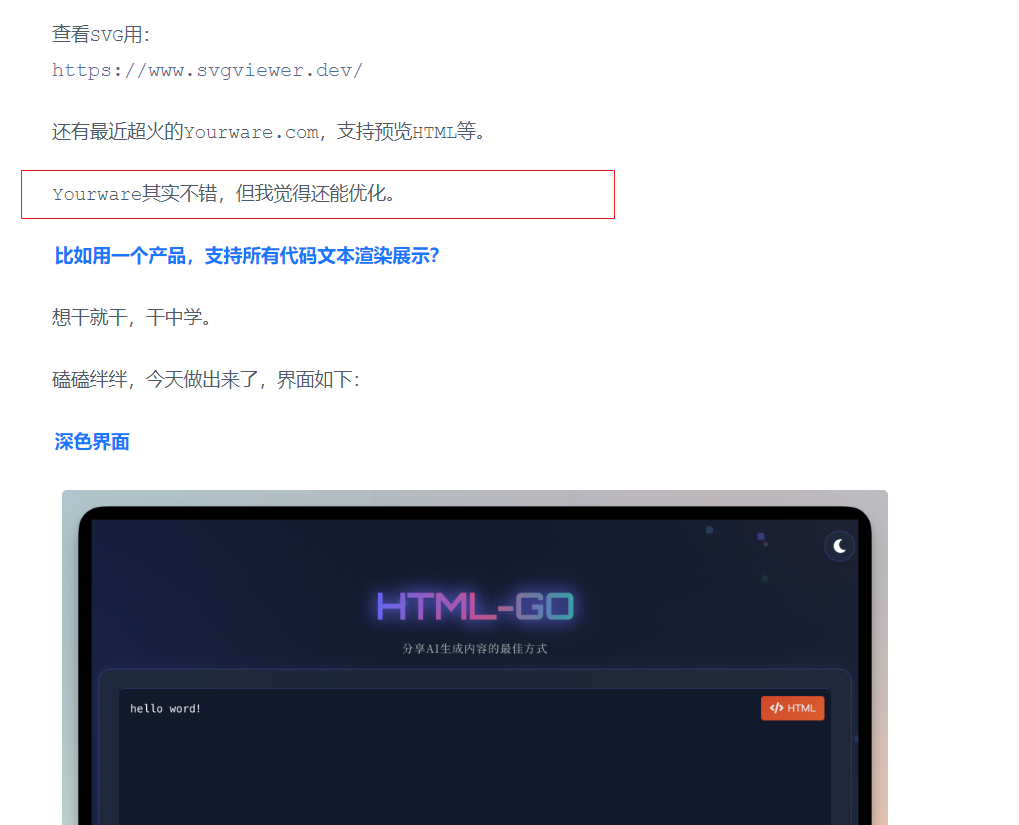 查看SVG用：
https://www.svgviewer.dev/
还有最近超火的Yourware.com，支持预览HTML等。
Yourware其实不错，但我觉得还能优化。
比如用一个产品，支持所有代码文本渲染展示？
想干就干，干中学。
磕磕绊绊，今天做出来了，界面如下：
深色界面
HTML-GO
分享AI生成内容的最佳方式
hello word!
</> HTML